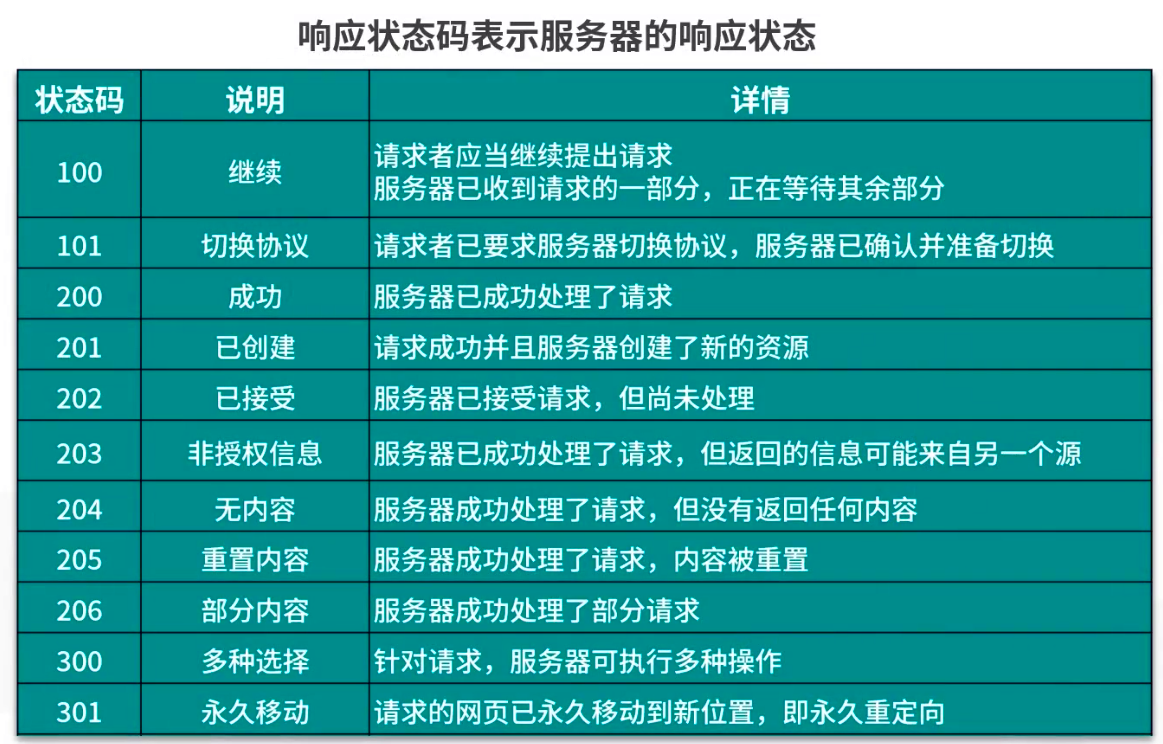 响应状态码表示服务器的响应状态
状态码 说明 详情
100 继续 请求者应当继续提出请求
服务器已收到请求的一部分，正在等待其余部分
101 切换协议 请求者已要求服务器切换协议，服务器已确认并准备切换
200 成功 服务器已成功处理了请求
201 已创建 请求成功并且服务器创建了新的资源
202 已接受 服务器已接受请求，但尚未处理
203 非授权信息 服务器已成功处理了请求，但返回的信息可能来自另一个源
204 无内容 服务器成功处理了请求，但没有返回任何内容
205 重置内容 服务器成功处理了请求，内容被重置
206 部分内容 服务器成功处理了部分请求
300 多种选择 针对请求，服务器可执行多种操作
301 永久移动 请求的网页已永久移动到新位置，即永久重定向